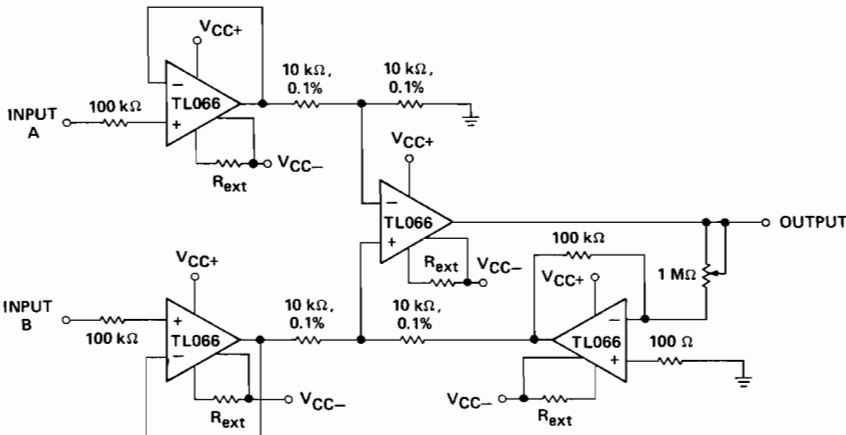 VCC+
10 kΩ,
0.1%
10 kΩ,
0.1%
−
TL066
+
INPUT
A
100 kΩ
VCC−
Rext
VCC+
−
TL066
+
OUTPUT
Rext
VCC−
100 kΩ
1 MΩ
VCC+
INPUT
B
VCC+
100 kΩ
+
TL066
−
10 kΩ,
0.1%
10 kΩ,
0.1%
−
TL066
+
100 Ω
Rext
VCC−
VCC−
Rext